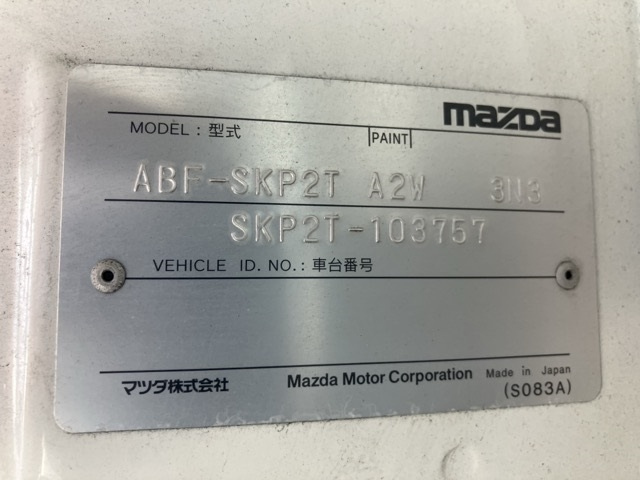 mazda
MODEL : 型式 PAINT
ABF-SKP2T A2W 3N3
SKP2T-103757
VEHICLE ID. NO. : 車台番号
マツダ株式会社 Mazda Motor Corporation Made in Japan
(S083A)